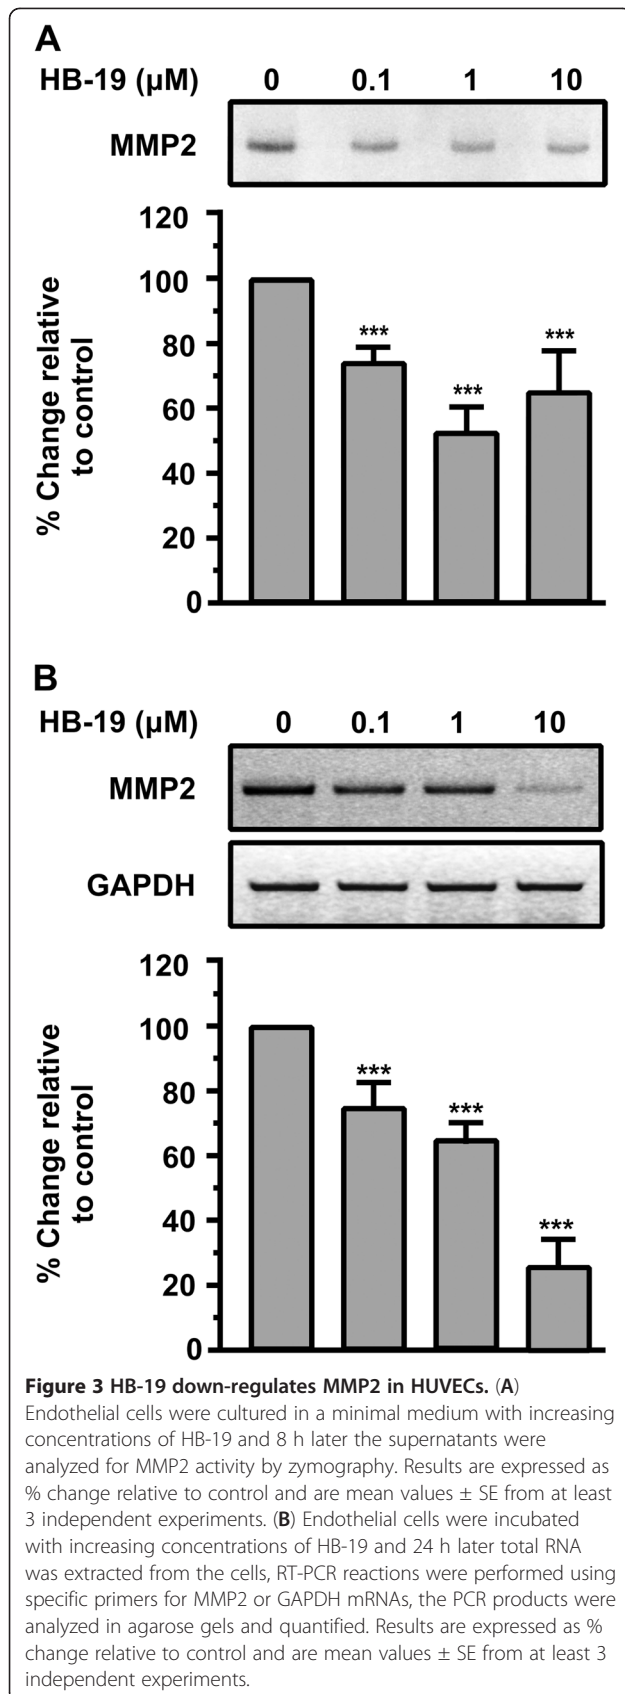 A
HB-19 (µM) 0 0.1 1 10
MMP2
120
100
80
60
40
20
0
% Change relative
to control
***
***
***
B
HB-19 (µM) 0 0.1 1 10
MMP2
GAPDH
120
100
80
60
40
20
0
% Change relative
to control
***
***
***
Figure 3 HB-19 down-regulates MMP2 in HUVECs. (A)
Endothelial cells were cultured in a minimal medium with increasing
concentrations of HB-19 and 8 h later the supernatants were
analyzed for MMP2 activity by zymography. Results are expressed as
% change relative to control and are mean values ± SE from at least
3 independent experiments. (B) Endothelial cells were incubated
with increasing concentrations of HB-19 and 24 h later total RNA
was extracted from the cells, RT-PCR reactions were performed using
specific primers for MMP2 or GAPDH mRNAs, the PCR products were
analyzed in agarose gels and quantified. Results are expressed as %
change relative to control and are mean values ± SE from at least 3
independent experiments.